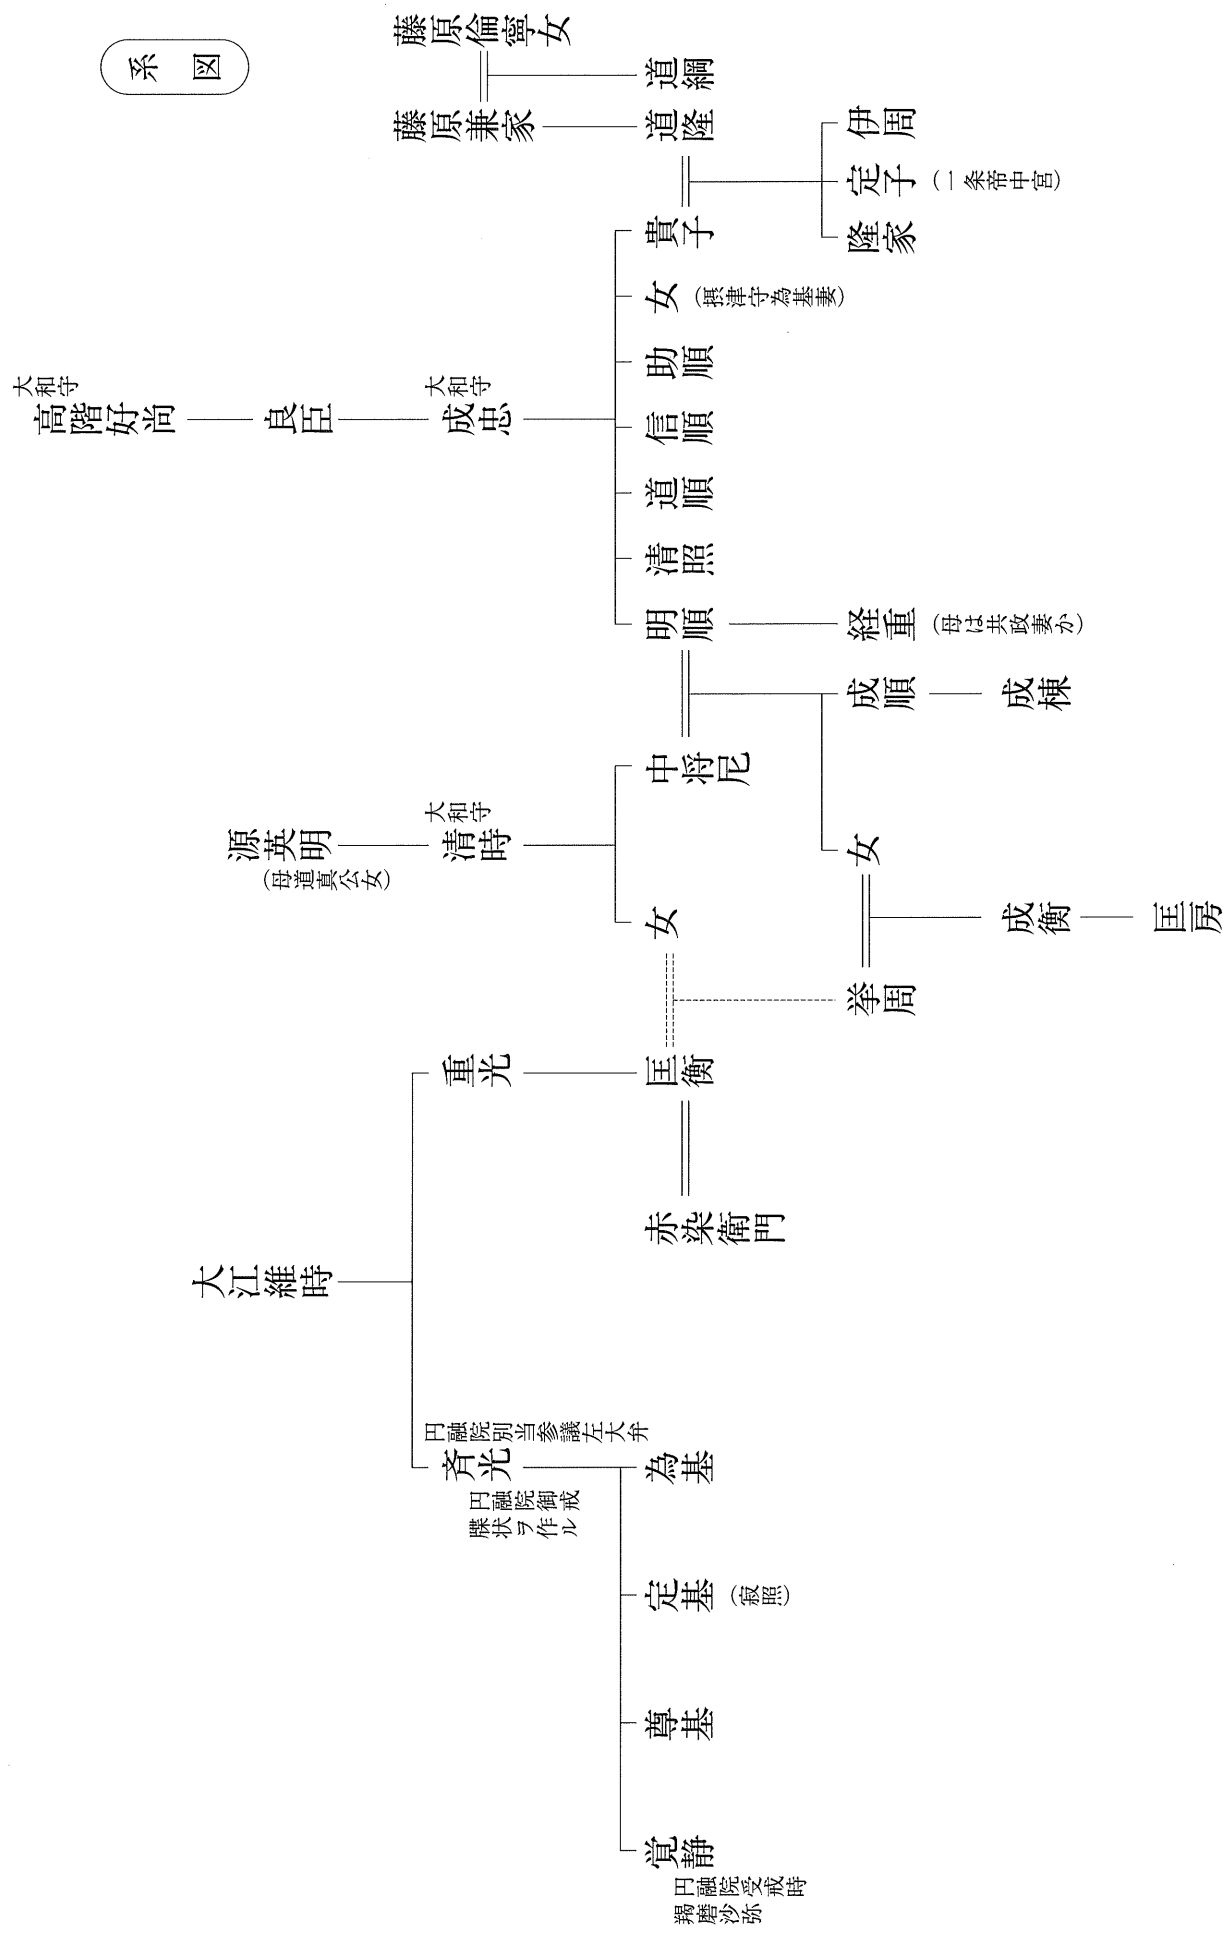 系図
藤原倫寧女
道綱
藤原兼家
道隆
伊周
定子(一条帝中宮)
隆家
貴子
女(摂津守為基妻)
助順
大和守
高階好尚
良臣
大和守
成忠
信順
道順
清照
明順
経重(母は共政妻か)
成順
成棟
中将尼
源英明
(母道真公女)
大和守
清時
女
女
成衡
匡房
挙周
重光
匡衡
赤染衛門
大江維時
円融院別当参議左大弁
斉光
円融院御戒
牒状ヲ作ル
為基
定基(寂照)
尊基
覚静
円融院受戒時
羯磨沙弥